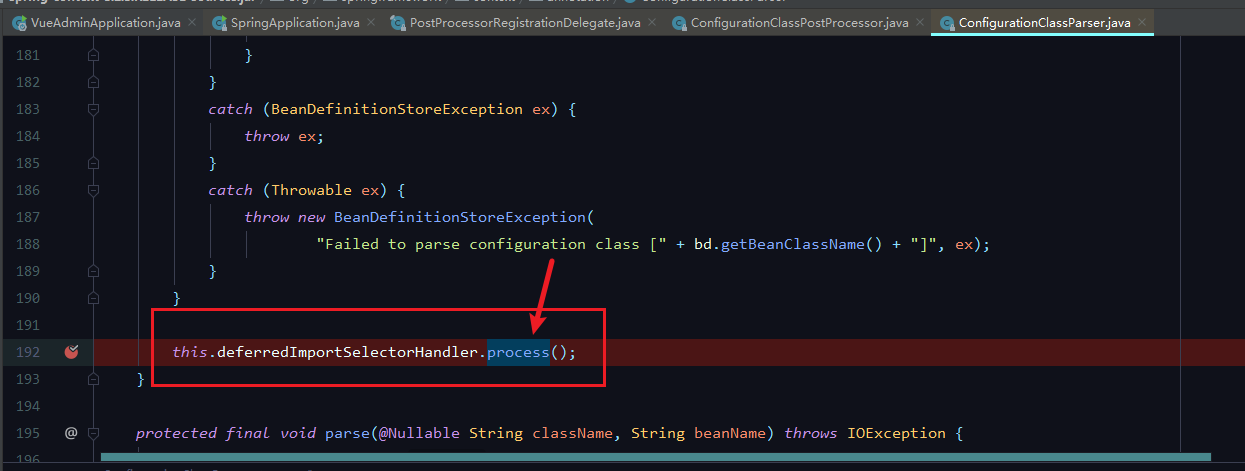 VueAdminApplication.java SpringApplication.java PostProcessorRegistrationDelegate.java ConfigurationClassPostProcessor.java ConfigurationClassParser.java
181 }
182 }
183 catch (BeanDefinitionStoreException ex) {
184 throw ex;
185 }
186 catch (Throwable ex) {
187 throw new BeanDefinitionStoreException(
188 "Failed to parse configuration class [" + bd.getBeanClassName() + "]", ex);
189 }
190 }
191
192 this.deferredImportSelectorHandler.process();
193 }
194
195 @ protected final void parse(@Nullable String className, String beanName) throws IOException {
196